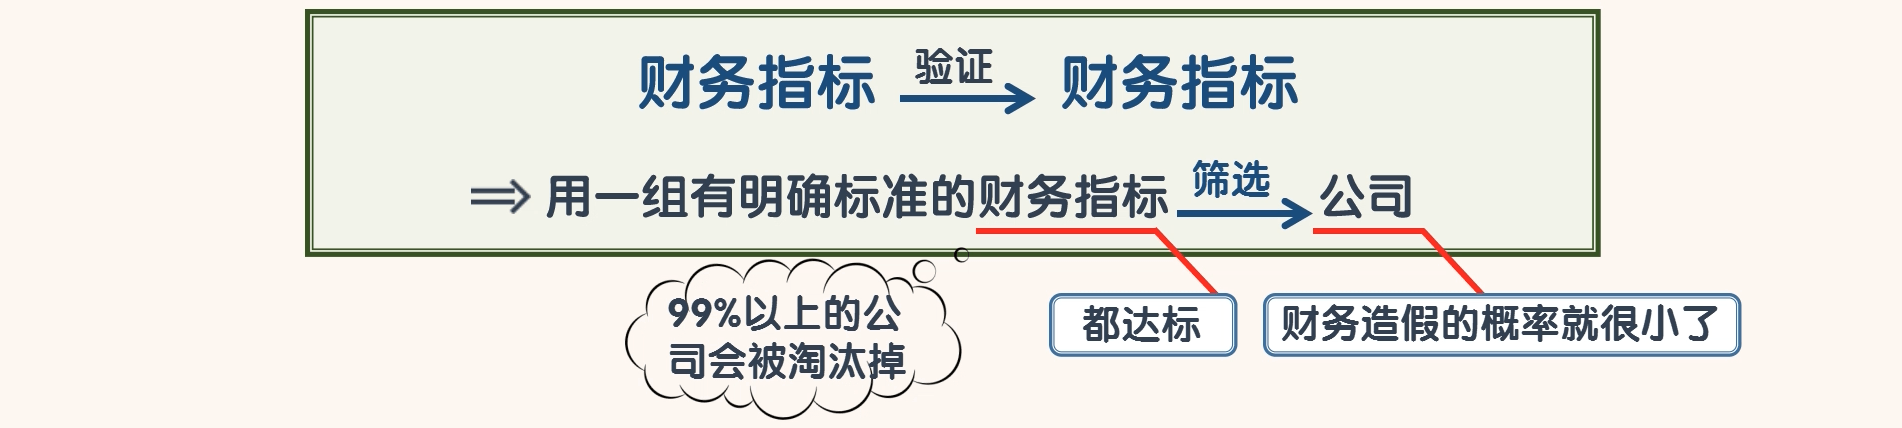 财务指标 验证 财务指标
⇒用一组有明确标准的财务指标 筛选 公司
99%以上的公
司会被淘汰掉
都达标
财务造假的概率就很小了